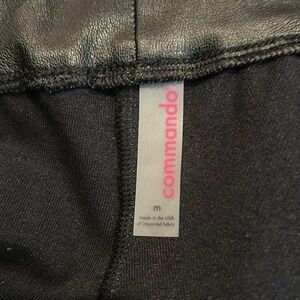 commando
m
made in the USA
of imported fabric